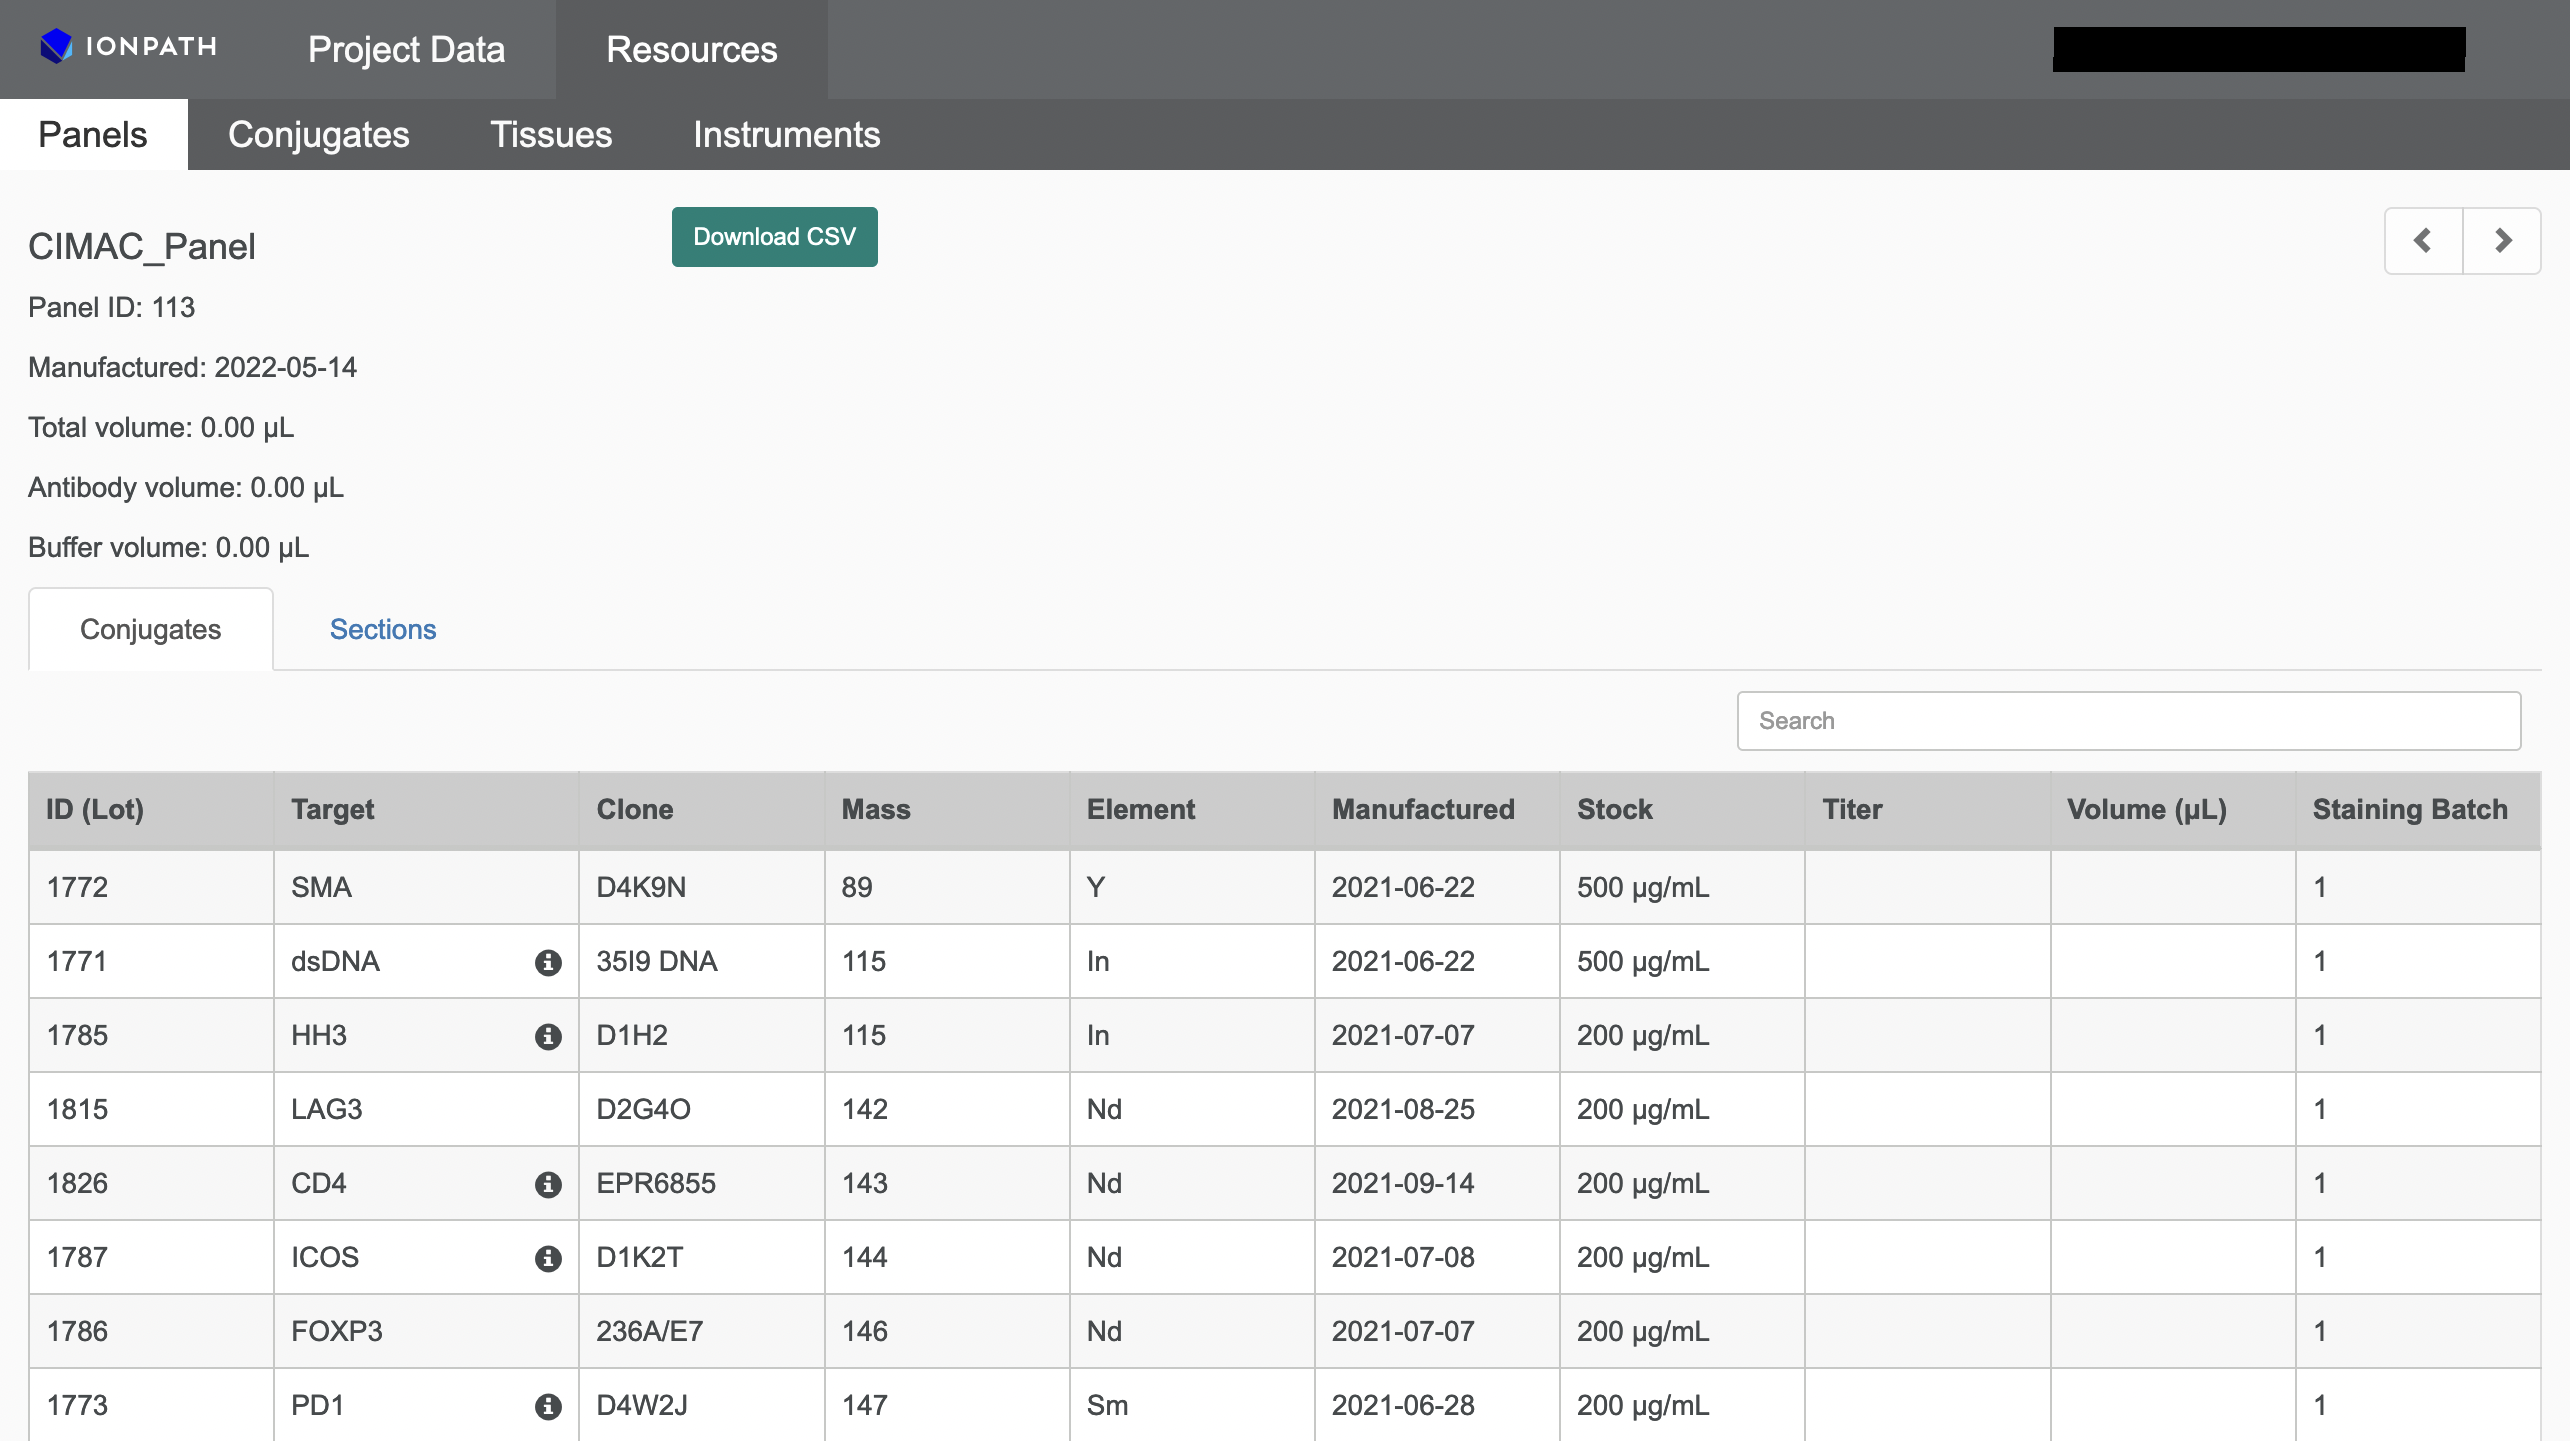 IONPATH Project Data Resources
Panels Conjugates Tissues Instruments
CIMAC_Panel Download CSV
Panel ID: 113
Manufactured: 2022-05-14
Total volume: 0.00 µL
Antibody volume: 0.00 µL
Buffer volume: 0.00 µL
Conjugates Sections
Search
ID (Lot) Target Clone Mass Element Manufactured Stock Titer Volume (µL) Staining Batch
1772 SMA D4K9N 89 Y 2021-06-22 500 µg/mL 1
1771 dsDNA 35I9 DNA 115 In 2021-06-22 500 µg/mL 1
1785 HH3 D1H2 115 In 2021-07-07 200 µg/mL 1
1815 LAG3 D2G4O 142 Nd 2021-08-25 200 µg/mL 1
1826 CD4 EPR6855 143 Nd 2021-09-14 200 µg/mL 1
1787 ICOS D1K2T 144 Nd 2021-07-08 200 µg/mL 1
1786 FOXP3 236A/E7 146 Nd 2021-07-07 200 µg/mL 1
1773 PD1 D4W2J 147 Sm 2021-06-28 200 µg/mL 1